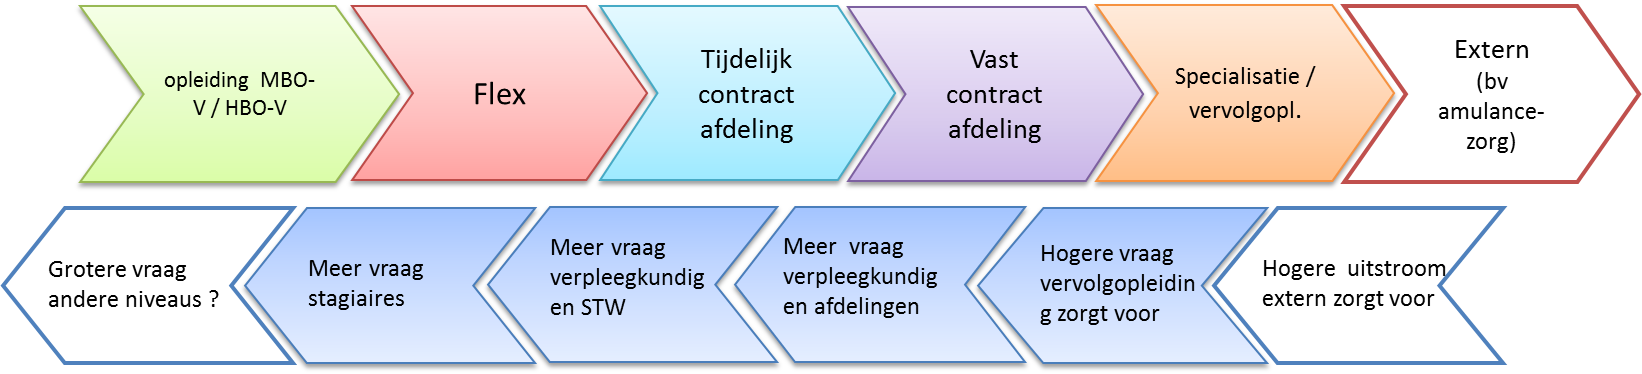 opleiding MBO-
V / HBO-V
Flex
Tijdelijk
contract
afdeling
Vast
contract
afdeling
Specialisatie /
vervolgopl.
Extern
(bv
amulance-
zorg)
Grotere vraag
andere niveaus ?
Meer vraag
stagiaires
Meer vraag
verpleegkundig
en STW
Meer vraag
verpleegkundig
en afdelingen
Hogere vraag
vervolgopleidin
g zorgt voor
Hogere uitstroom
extern zorgt voor